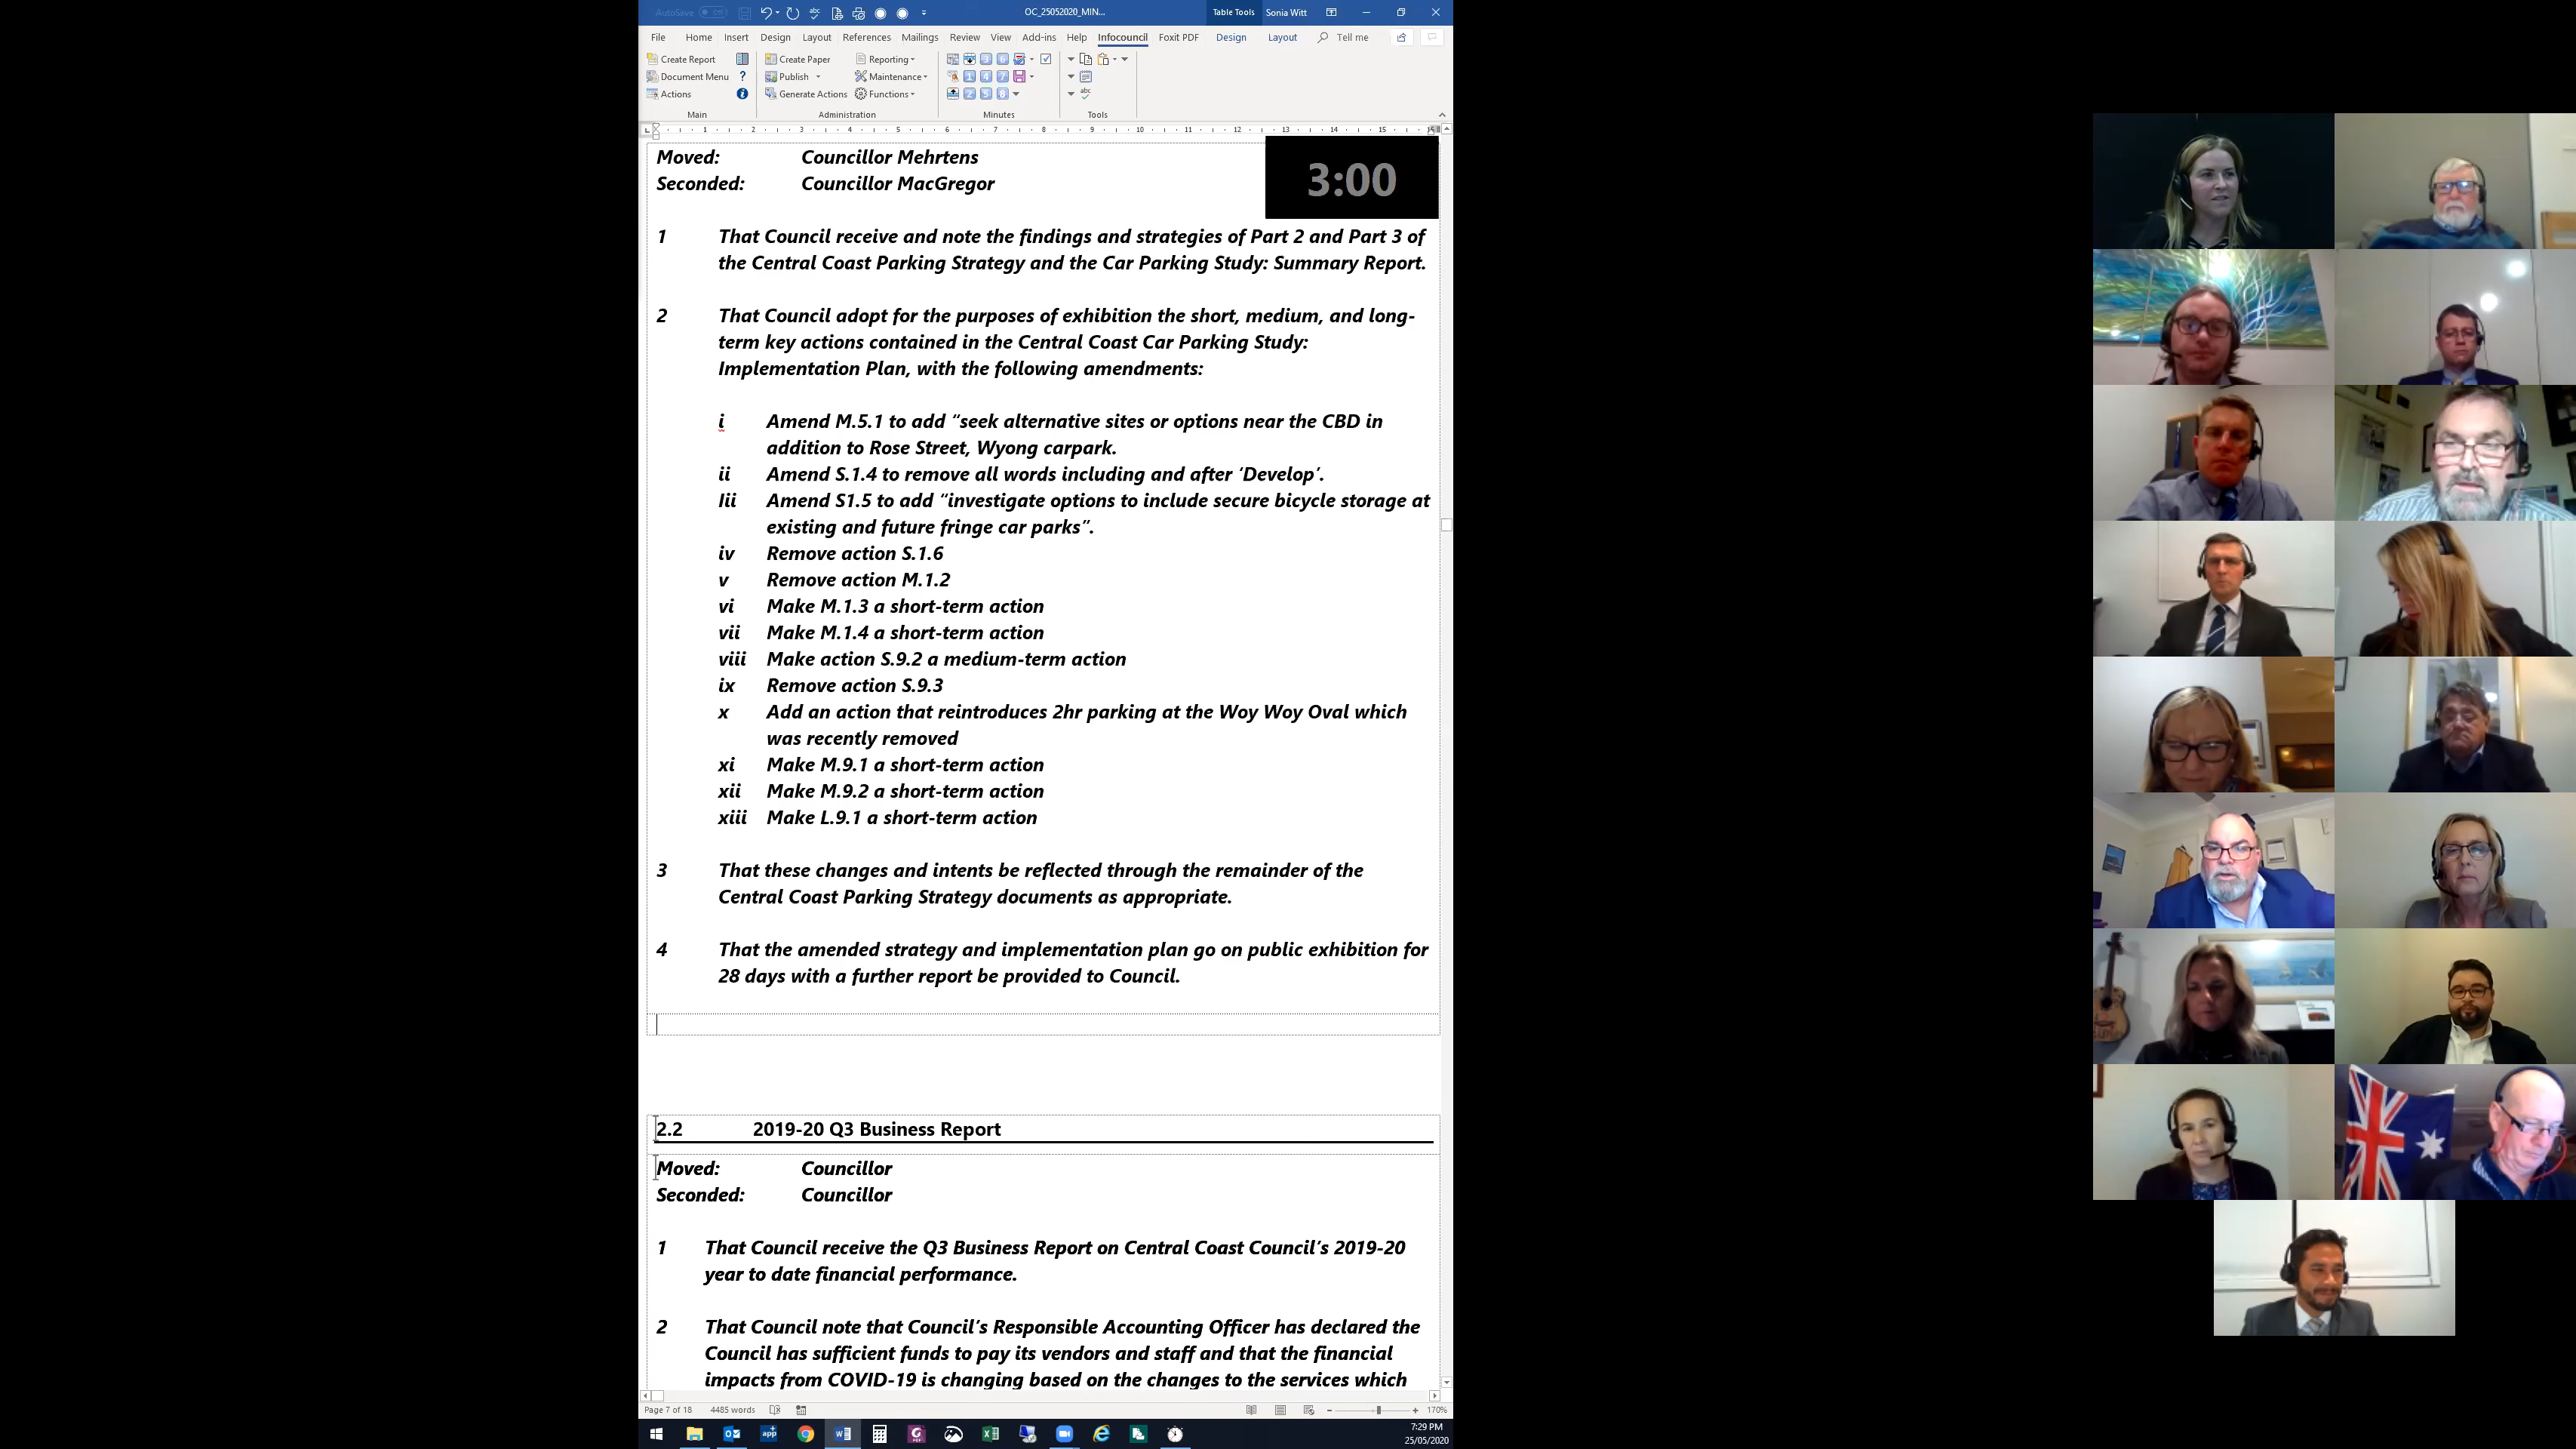 AutoSave Off
OC_25052020_MIN...
Table Tools
Sonia Witt
File Home Insert Design Layout References Mailings Review View Add-ins Help Infocouncil Foxit PDF Design Layout Tell me
Create Report Create Paper Reporting
Document Menu ? Publish Maintenance
Actions Generate Actions Functions
Main Administration Minutes Tools
1 2 3 4 5 6 7 8 9 10 11 12 13 14 15
Moved: Councillor Mehrtens
Seconded: Councillor MacGregor
3:00
1 That Council receive and note the findings and strategies of Part 2 and Part 3 of
the Central Coast Parking Strategy and the Car Parking Study: Summary Report.
2 That Council adopt for the purposes of exhibition the short, medium, and long-
term key actions contained in the Central Coast Car Parking Study:
Implementation Plan, with the following amendments:
i Amend M.5.1 to add “seek alternative sites or options near the CBD in
addition to Rose Street, Wyong carpark.
ii Amend S.1.4 to remove all words including and after ‘Develop’.
Iii Amend S1.5 to add “investigate options to include secure bicycle storage at
existing and future fringe car parks”.
iv Remove action S.1.6
v Remove action M.1.2
vi Make M.1.3 a short-term action
vii Make M.1.4 a short-term action
viii Make action S.9.2 a medium-term action
ix Remove action S.9.3
x Add an action that reintroduces 2hr parking at the Woy Woy Oval which
was recently removed
xi Make M.9.1 a short-term action
xii Make M.9.2 a short-term action
xiii Make L.9.1 a short-term action
3 That these changes and intents be reflected through the remainder of the
Central Coast Parking Strategy documents as appropriate.
4 That the amended strategy and implementation plan go on public exhibition for
28 days with a further report be provided to Council.
2.2 2019-20 Q3 Business Report
Moved: Councillor
Seconded: Councillor
1 That Council receive the Q3 Business Report on Central Coast Council’s 2019-20
year to date financial performance.
2 That Council note that Council’s Responsible Accounting Officer has declared the
Council has sufficient funds to pay its vendors and staff and that the financial
impacts from COVID-19 is changing based on the changes to the services which
Page 7 of 18 4485 words 170%
7:29 PM
25/05/2020